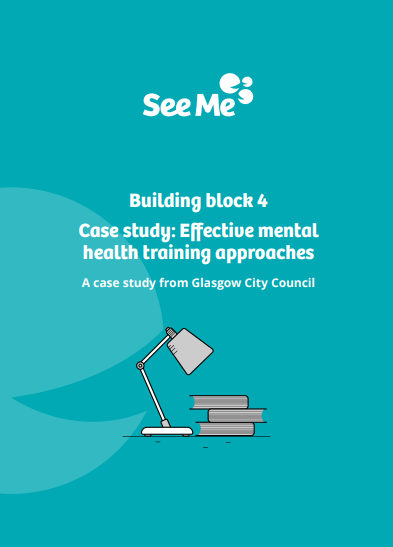 See Me
Building block 4
Case study: Effective mental
health training approaches
A case study from Glasgow City Council